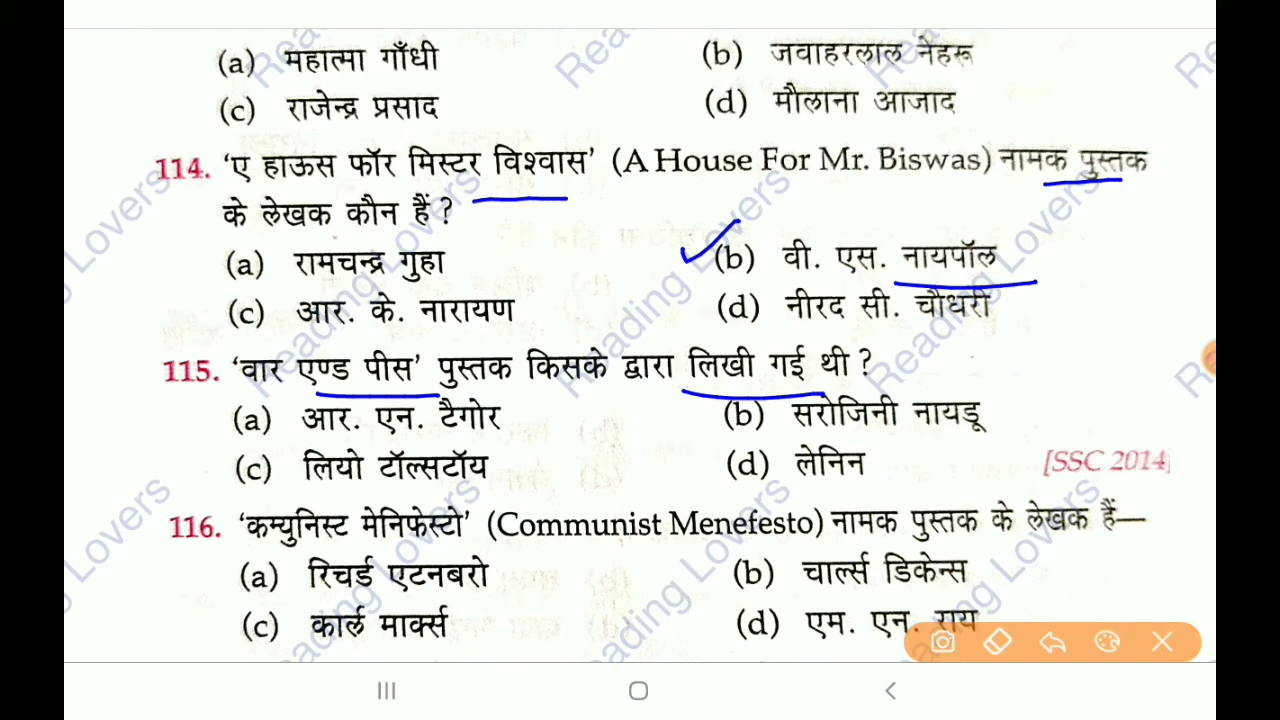 (a) महात्मा गाँधी (b) जवाहरलाल नेहरू
(c) राजेन्द्र प्रसाद (d) मौलाना आजाद
114. 'ए हाऊस फॉर मिस्टर विश्वास' (A House For Mr. Biswas) नामक पुस्तक
के लेखक कौन हैं?
(a) रामचन्द्र गुहा (b) वी. एस. नायपॉल
(c) आर. के. नारायण (d) नीरद सी. चौधरी
115. 'वार एण्ड पीस' पुस्तक किसके द्वारा लिखी गई थी?
(a) आर. एन. टैगोर (b) सरोजिनी नायडू
(c) लियो टॉल्सटॉय (d) लेनिन [SSC 2014]
116. 'कम्युनिस्ट मेनिफेस्टो' (Communist Menefesto) नामक पुस्तक के लेखक हैं—
(a) रिचर्ड एटनबरो (b) चार्ल्स डिकेन्स
(c) कार्ल मार्क्स (d) एम. एन. राय
Reading Lovers